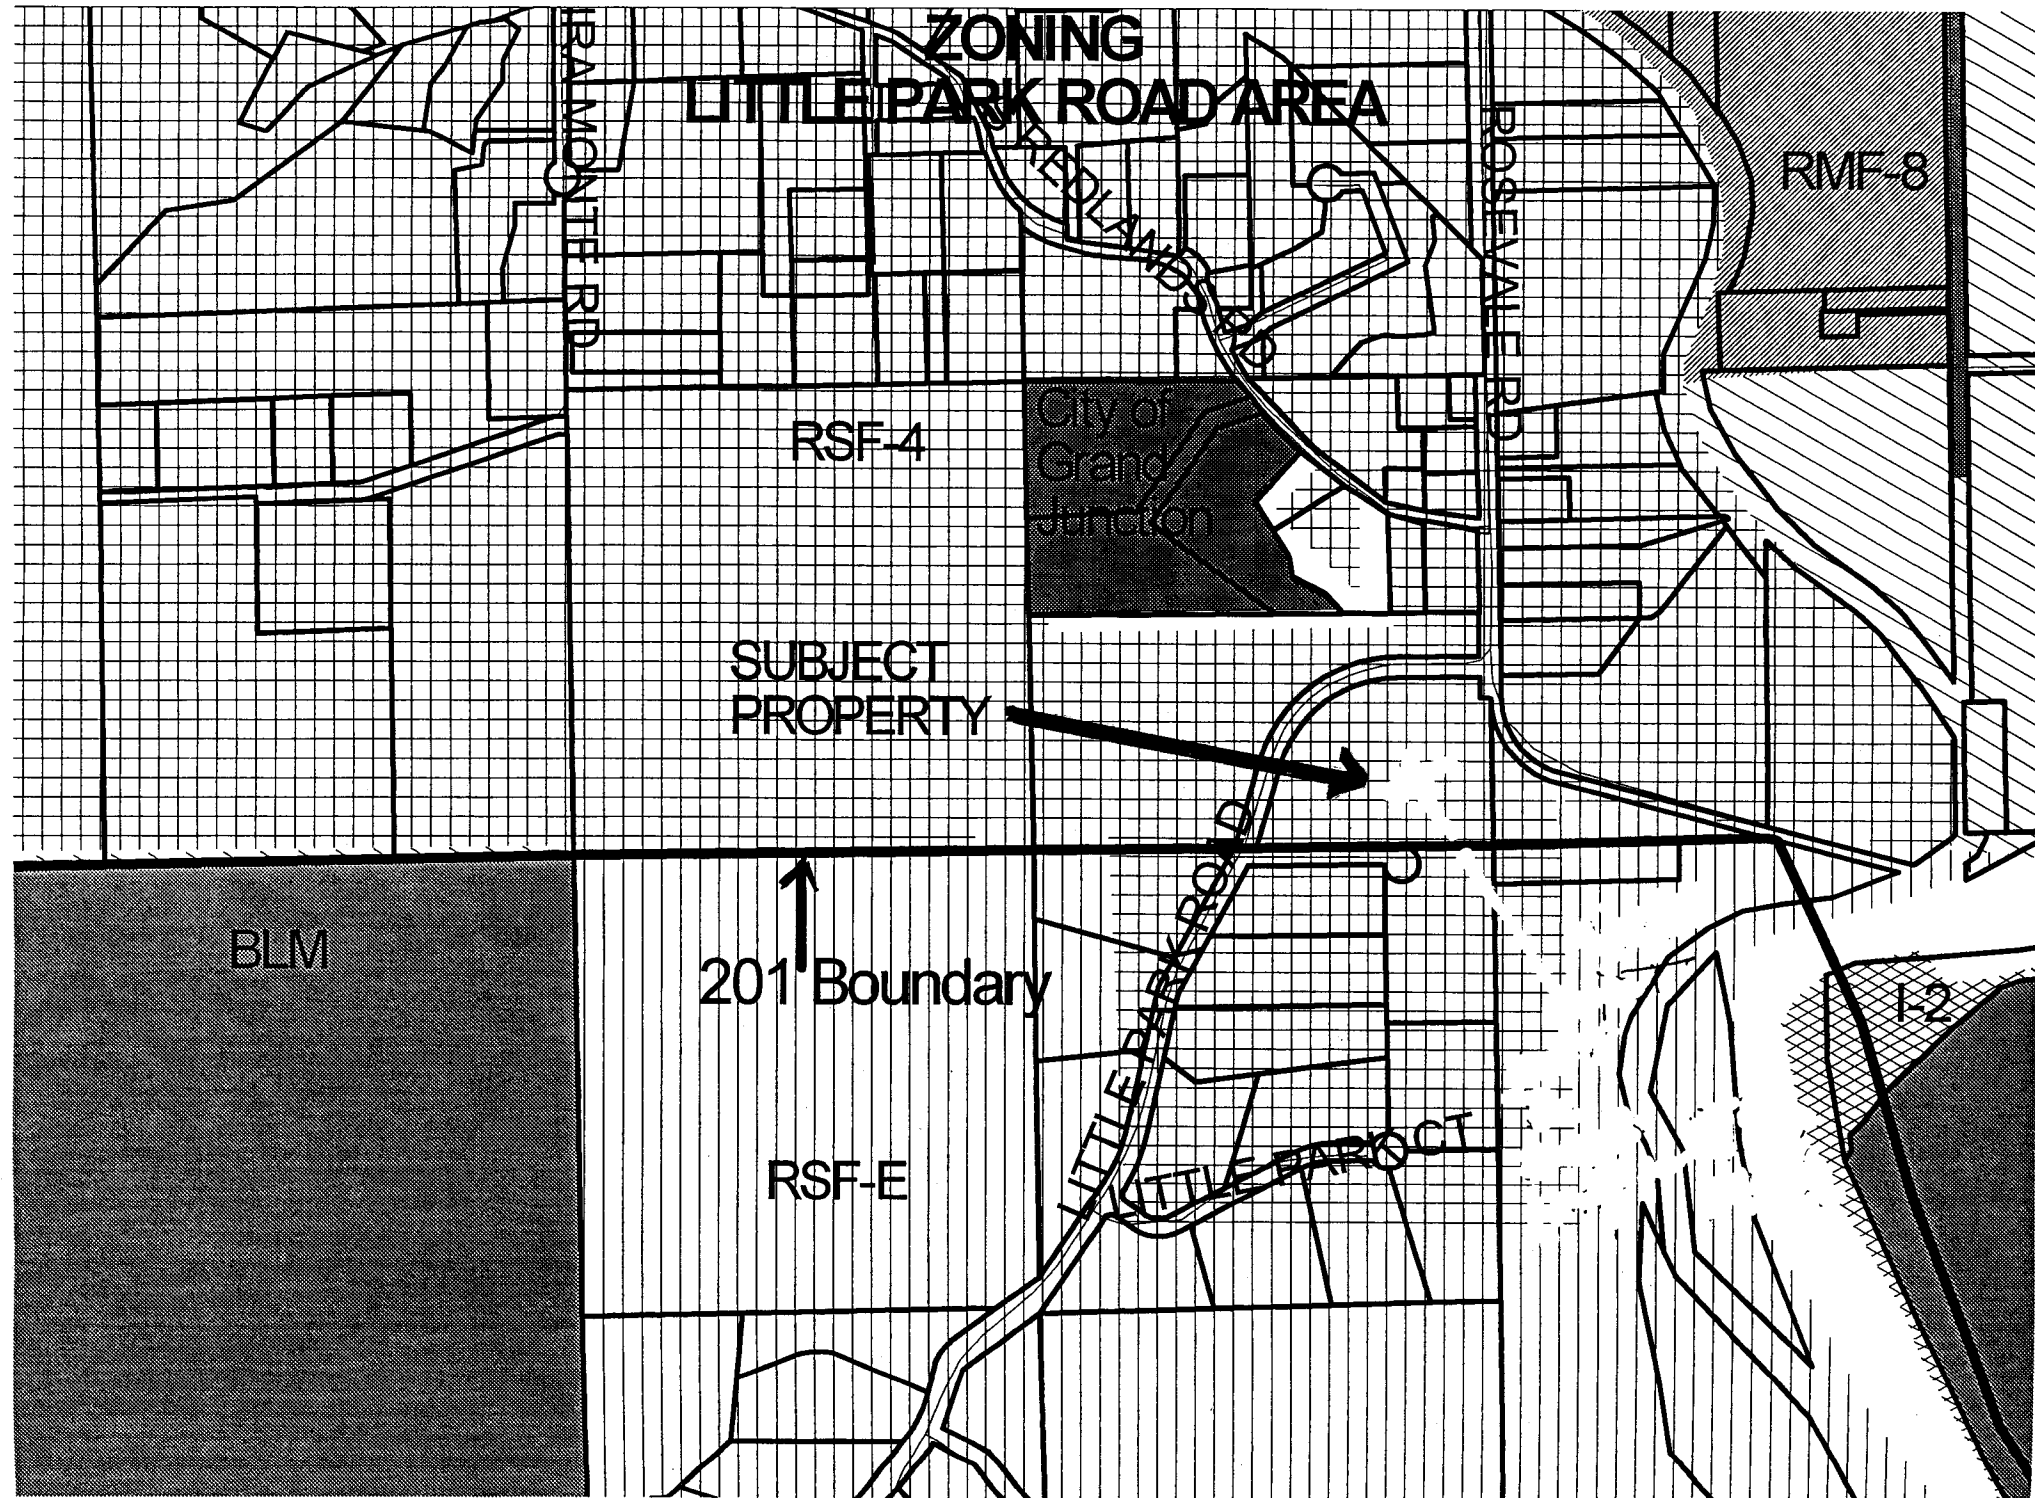 ZONING
LITTLE PARK ROAD AREA
IRAMONTE RD
REDLANDS RD
ROSEVALE RD
RMF-8
RSF-4
City of
Grand
Junction
SUBJECT
PROPERTY
BLM
201 Boundary
LITTLE PARK ROAD
I-2
RSF-E
LITTLE PARK CT